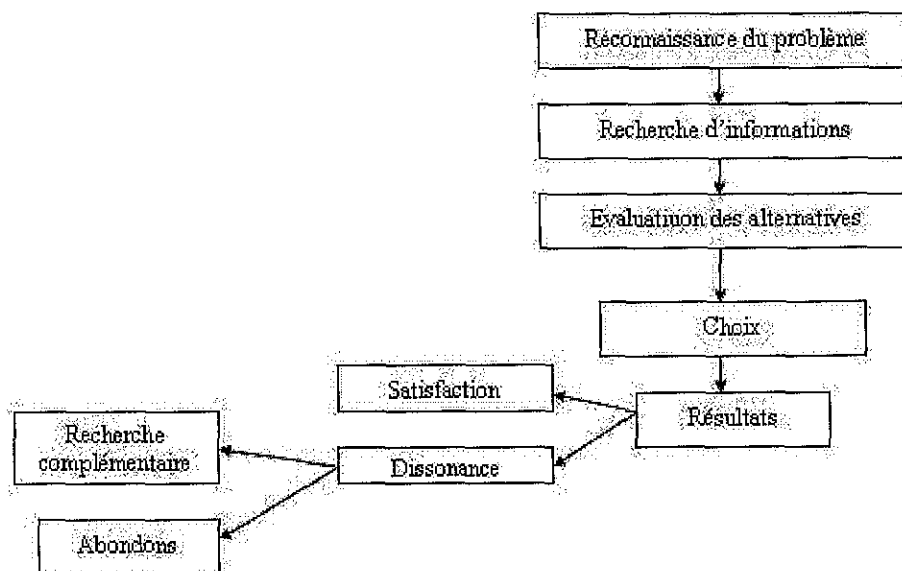 Réconnaissance du problème
Recherche d'informations
Evaluatiuon des alternatives
Choix
Satisfaction
Résultats
Recherche
complémentaire
Dissonance
Abondons